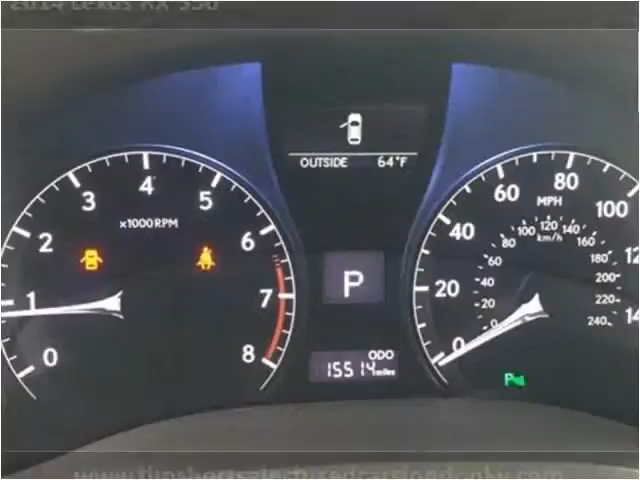 2014 Lexus RX 350
OUTSIDE 64°F
0 1 2 3 4 5 6 7 8
x1000 RPM
P
ODO
15514 miles
0 20 40 60 80 100
MPH
0 20 40 60 80 100 120 140 160 180 200 220 240
km/h
P